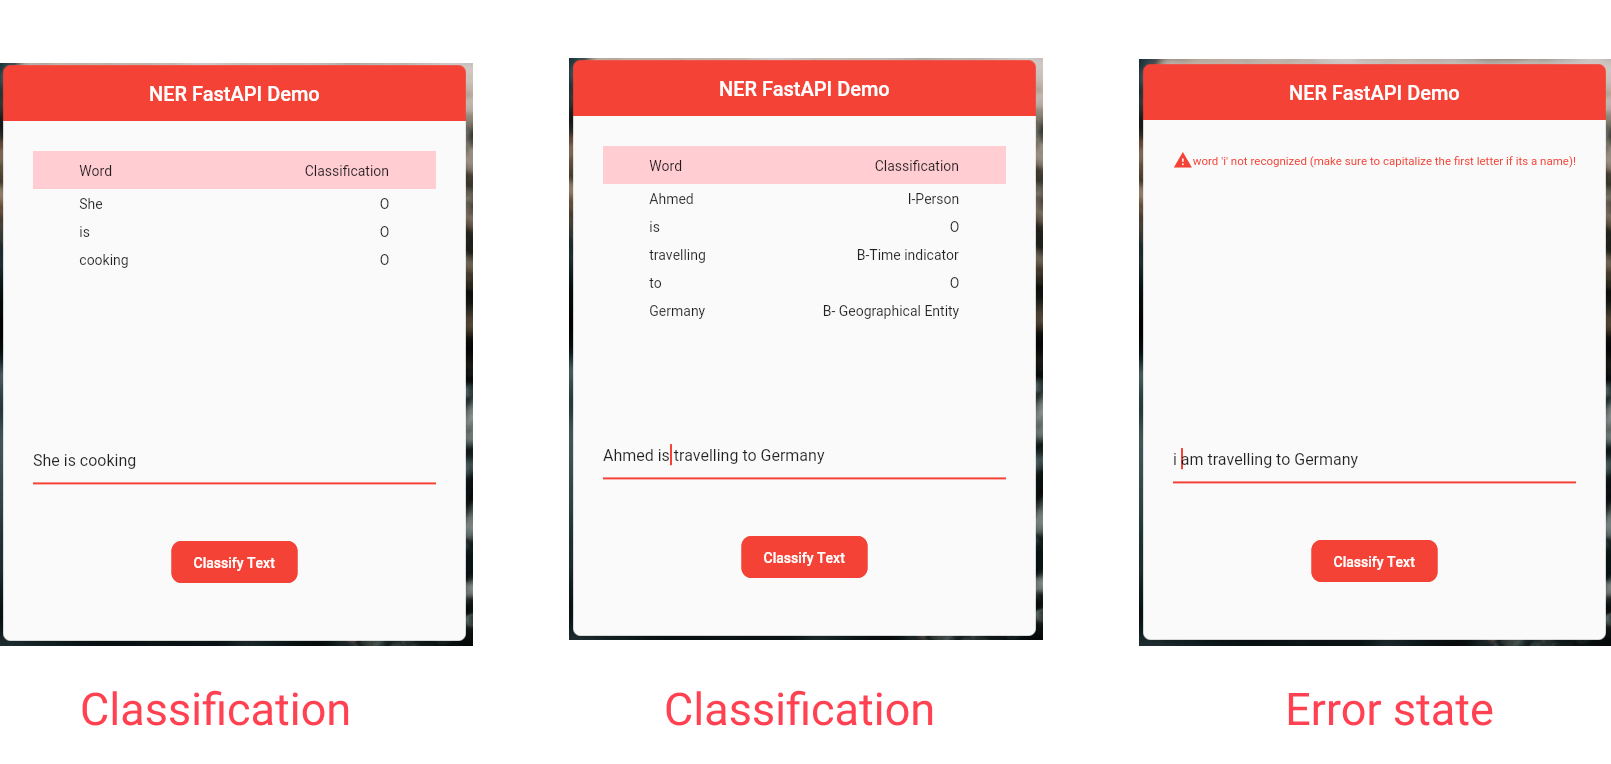 NER FastAPI Demo
Word Classification
She O
is O
cooking O
She is cooking
Classify Text
Classification
NER FastAPI Demo
Word Classification
Ahmed I-Person
is O
travelling B-Time indicator
to O
Germany B- Geographical Entity
Ahmed is travelling to Germany
Classify Text
Classification
NER FastAPI Demo
word 'i' not recognized (make sure to capitalize the first letter if its a name)!
i am travelling to Germany
Classify Text
Error state